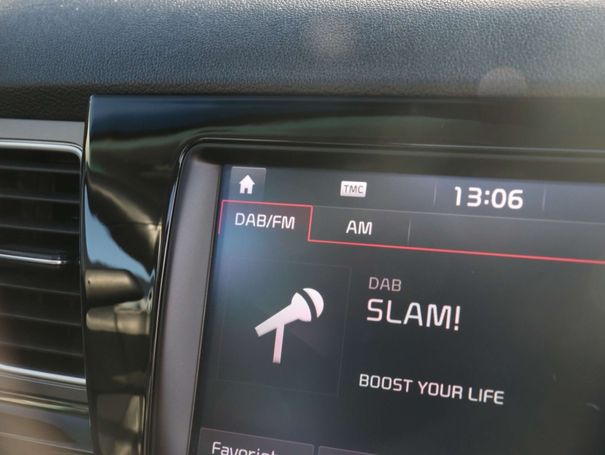 TMC
13:06
DAB/FM
AM
DAB
SLAM!
BOOST YOUR LIFE